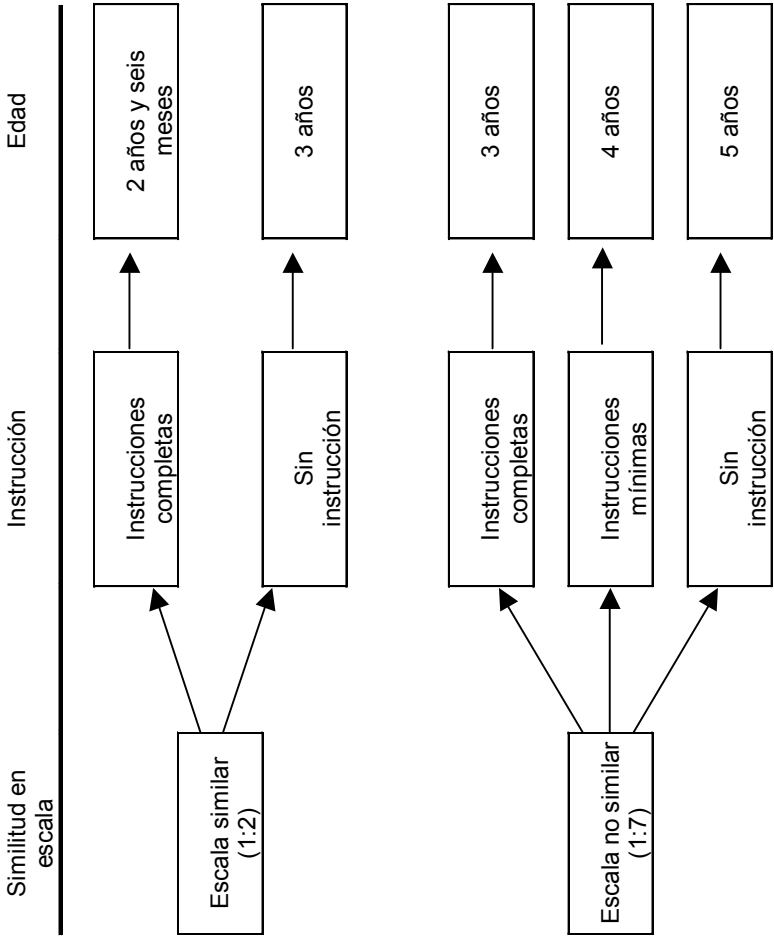 Similitud en
escala
Instrucción
Edad
Escala similar
(1:2)
Instrucciones
completas
2 años y seis
meses
Sin
instrucción
3 años
Escala no similar
(1:7)
Instrucciones
completas
3 años
Instrucciones
mínimas
4 años
Sin
instrucción
5 años